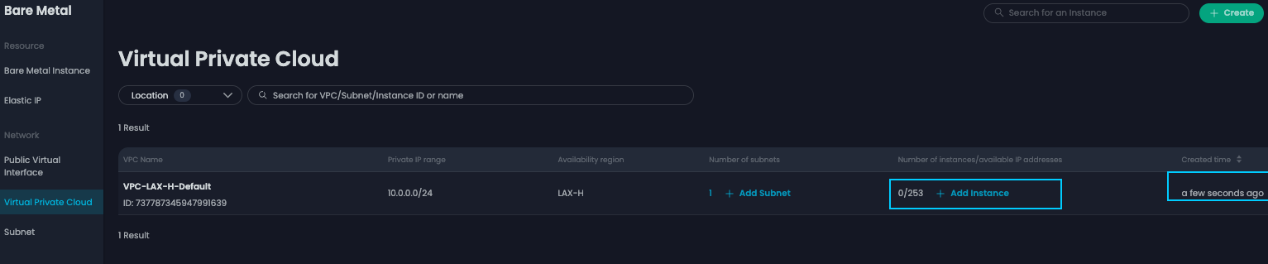 Bare Metal
Search for an Instance
+ Create
Resource
Bare Metal Instance
Elastic IP
Network
Public Virtual
Interface
Virtual Private Cloud
Subnet
Virtual Private Cloud
Location 0
Search for VPC/Subnet/Instance ID or name
1 Result
VPC Name Private IP range Availability region Number of subnets Number of instances/available IP addresses Created time
VPC-LAX-H-Default 10.0.0.0/24 LAX-H 1 + Add Subnet 0/253 + Add Instance a few seconds ago
ID: 737787345947991639
1 Result